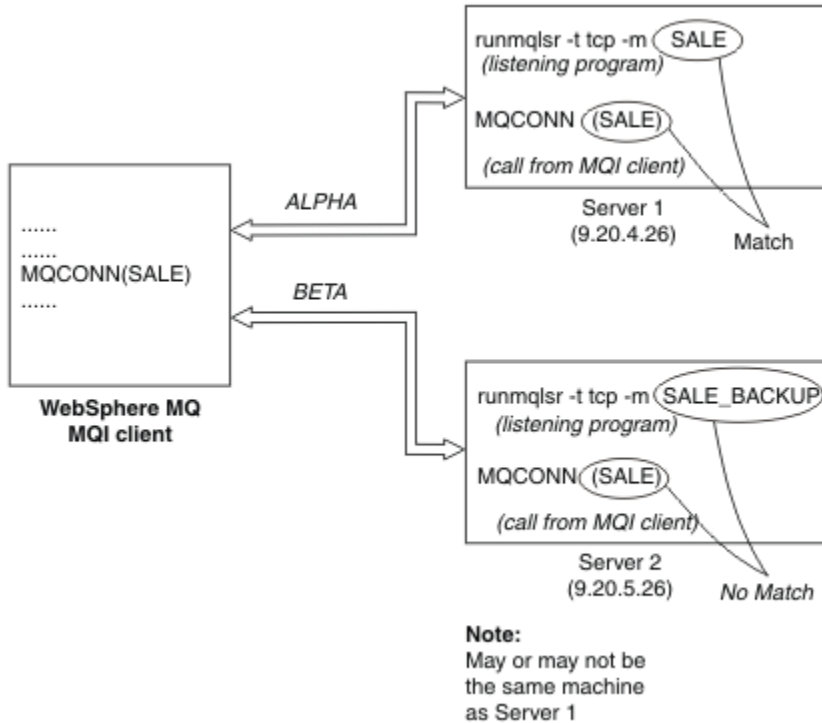 runmqlsr -t tcp -m SALE
(listening program)
MQCONN (SALE)
(call from MQI client)
Server 1
(9.20.4.26)
Match
ALPHA
......
......
MQCONN(SALE)
......
BETA
WebSphere MQ
MQI client
runmqlsr -t tcp -m SALE_BACKUP
(listening program)
MQCONN (SALE)
(call from MQI client)
Server 2
(9.20.5.26)
No Match
Note:
May or may not be
the same machine
as Server 1